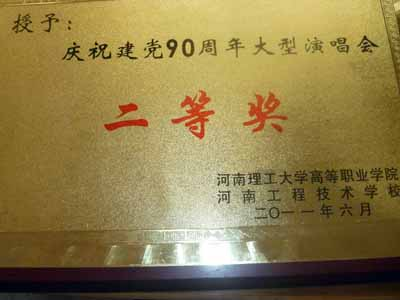 授予：
庆祝建党90周年大型演唱会
二等奖
河南理工大学高等职业学院
河南工程技术学校
二〇一一年六月